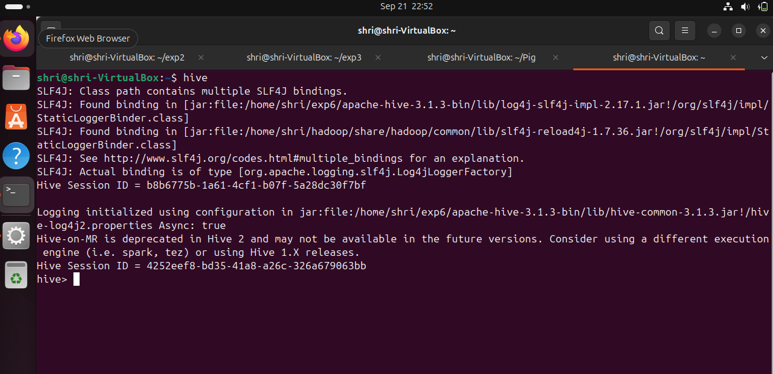 Sep 21 22:52
shri@shri-VirtualBox: ~
Firefox Web Browser
shri@shri-VirtualBox: ~/exp2
shri@shri-VirtualBox: ~/exp3
shri@shri-VirtualBox: ~/Pig
shri@shri-VirtualBox: ~
shri@shri-VirtualBox:~$ hive
SLF4J: Class path contains multiple SLF4J bindings.
SLF4J: Found binding in [jar:file:/home/shri/exp6/apache-hive-3.1.3-bin/lib/log4j-slf4j-impl-2.17.1.jar!/org/slf4j/impl/
StaticLoggerBinder.class]
SLF4J: Found binding in [jar:file:/home/shri/hadoop/share/hadoop/common/lib/slf4j-reload4j-1.7.36.jar!/org/slf4j/impl/St
aticLoggerBinder.class]
SLF4J: See http://www.slf4j.org/codes.html#multiple_bindings for an explanation.
SLF4J: Actual binding is of type [org.apache.logging.slf4j.Log4jLoggerFactory]
Hive Session ID = b8b6775b-1a61-4cf1-b07f-5a28dc30f7bf
Logging initialized using configuration in jar:file:/home/shri/exp6/apache-hive-3.1.3-bin/lib/hive-common-3.1.3.jar!/hiv
e-log4j2.properties Async: true
Hive-on-MR is deprecated in Hive 2 and may not be available in the future versions. Consider using a different execution
 engine (i.e. spark, tez) or using Hive 1.X releases.
Hive Session ID = 4252eef8-bd35-41a8-a26c-326a679063bb
hive>